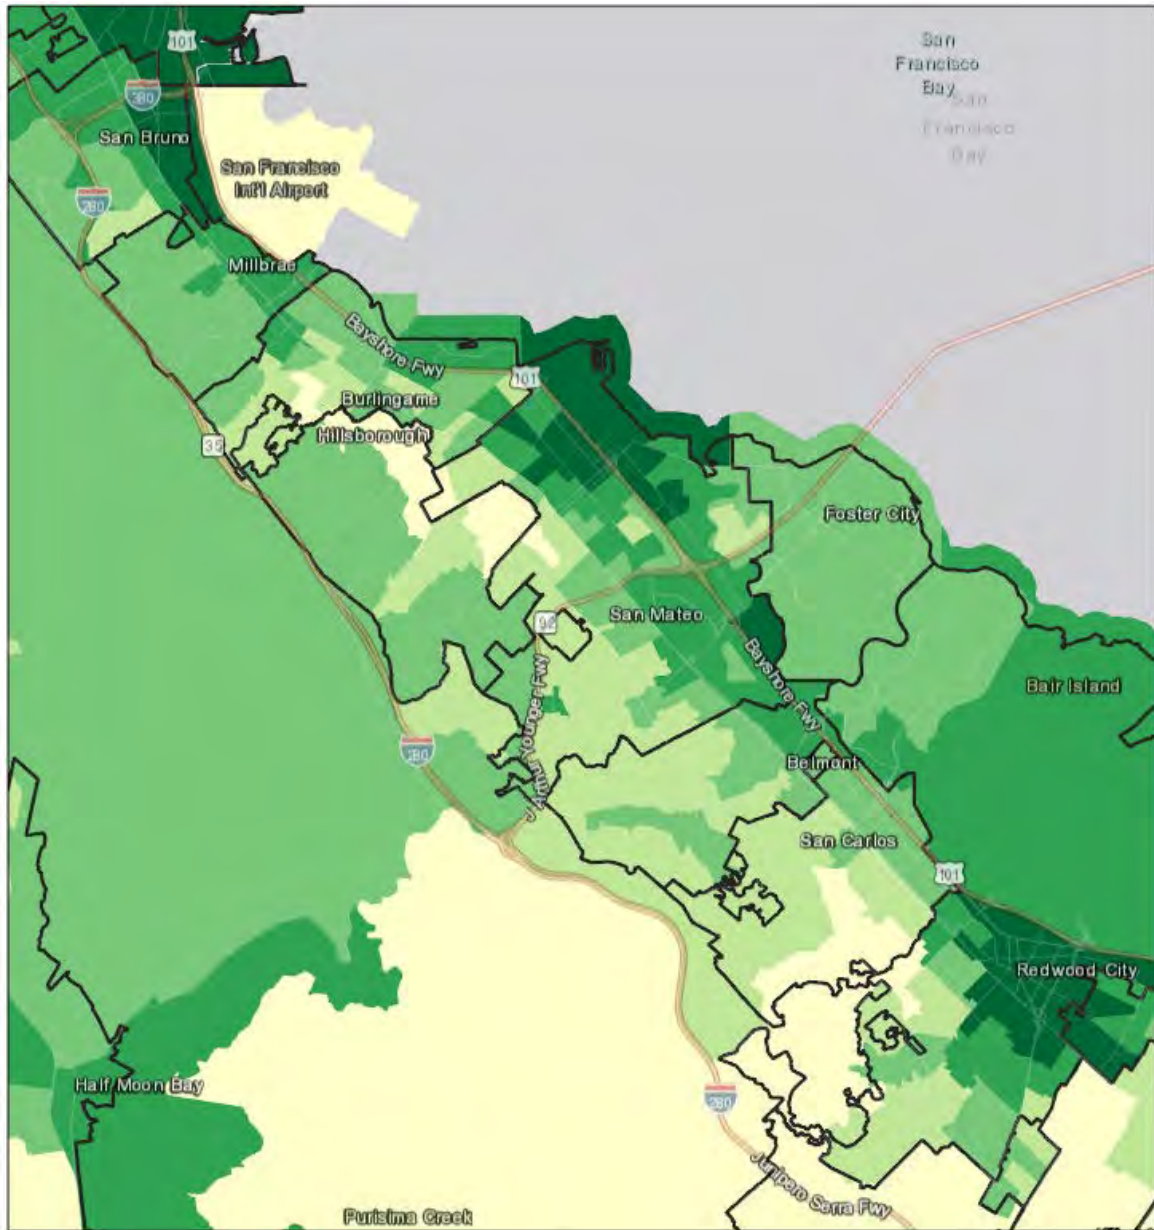 101
San
Francisco
Bay
San
Francisco
Bay
380
San Bruno
San Francisco
Int'l Airport
280
Millbrae
Bayshore Fwy
101
Burlingame
Hillsborough
35
Foster City
San Mateo
92
Bayshore Fwy
Bair Island
J Arthur Younger Fwy
280
Belmont
San Carlos
101
Redwood City
Half Moon Bay
280
Junipero Serra Fwy
Purisima Creek